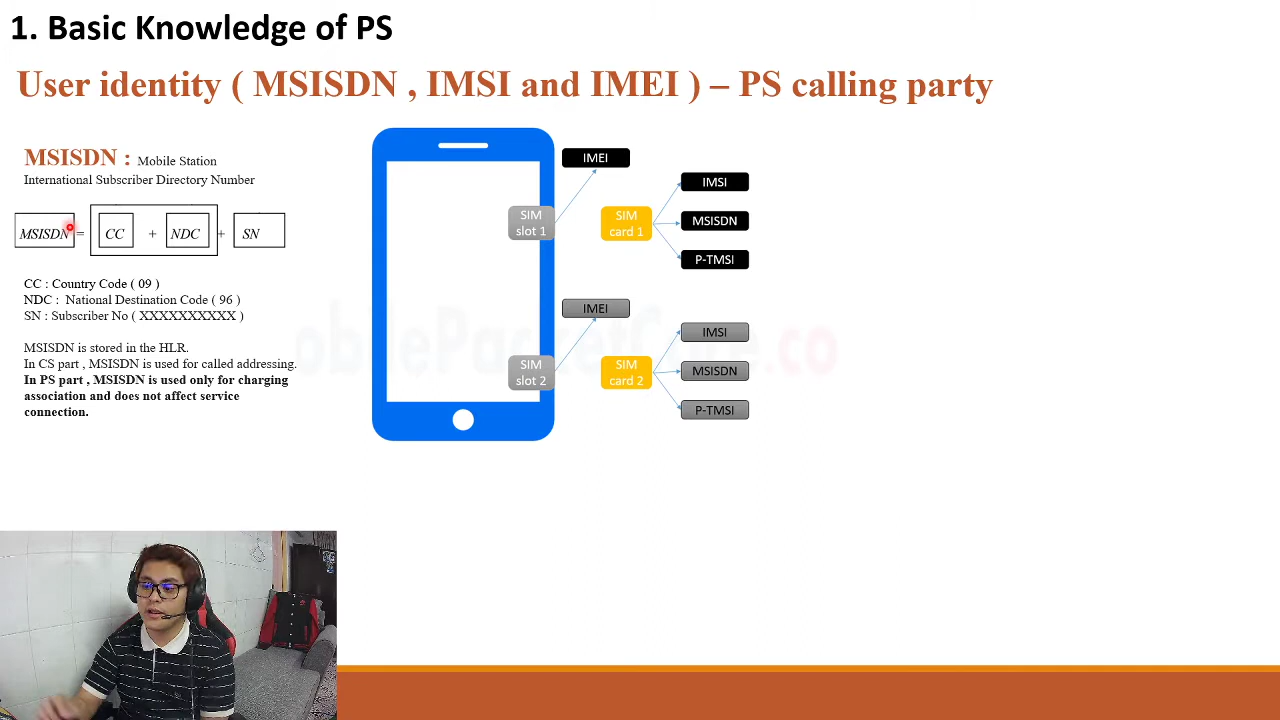 1. Basic Knowledge of PS
User identity ( MSISDN , IMSI and IMEI ) – PS calling party
MSISDN : Mobile Station
International Subscriber Directory Number
MSISDN = CC + NDC + SN
CC : Country Code ( 09 )
NDC : National Destination Code ( 96 )
SN : Subscriber No ( XXXXXXXXXX )
MSISDN is stored in the HLR.
In CS part , MSISDN is used for called addressing.
In PS part , MSISDN is used only for charging
association and does not affect service
connection.
IMEI
SIM
slot 1
SIM
card 1
IMSI
MSISDN
P-TMSI
IMEI
SIM
slot 2
SIM
card 2
IMSI
MSISDN
P-TMSI
obilePacketCore.co